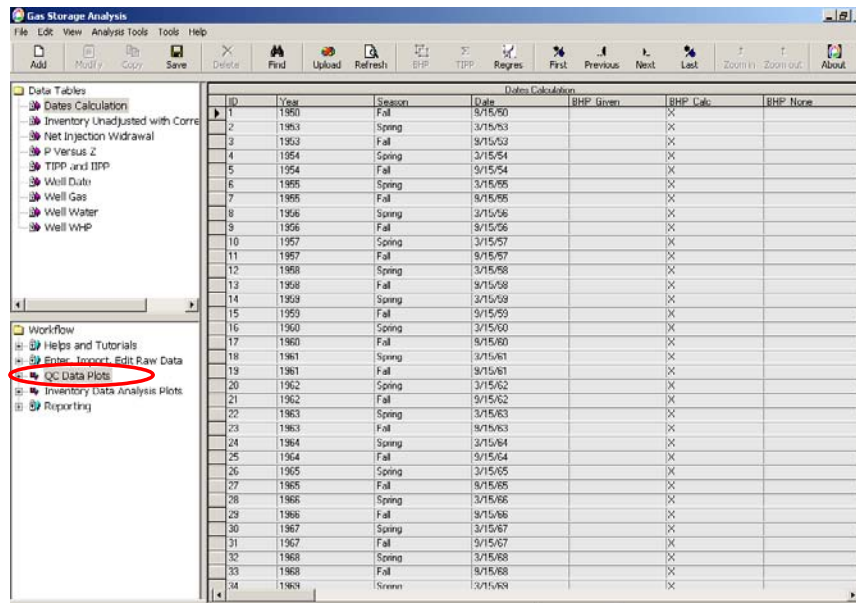 Gas Storage Analysis
File Edit View Analysis Tools Tools Help
Add Modify Copy Save Delete Find Upload Refresh BHP TIPP Regres First Previous Next Last Zoom in Zoom out About
Data Tables
Dates Calculation
Inventory Unadjusted with Corre
Net Injection Widrawal
P Versus Z
TIPP and IIPP
Well Date
Well Gas
Well Water
Well WHP
Workflow
Helps and Tutorials
Enter, Import, Edit Raw Data
QC Data Plots
Inventory Data Analysis Plots
Reporting
Dates Calculation
ID Year Season Date BHP Given BHP Calc BHP None
1 1950 Fall 9/15/50 X
2 1953 Spring 3/15/53 X
3 1953 Fall 9/15/53 X
4 1954 Spring 3/15/54 X
5 1954 Fall 9/15/54 X
6 1955 Spring 3/15/55 X
7 1955 Fall 9/15/55 X
8 1956 Spring 3/15/56 X
9 1956 Fall 9/15/56 X
10 1957 Spring 3/15/57 X
11 1957 Fall 9/15/57 X
12 1958 Spring 3/15/58 X
13 1958 Fall 9/15/58 X
14 1959 Spring 3/15/59 X
15 1959 Fall 9/15/59 X
16 1960 Spring 3/15/60 X
17 1960 Fall 9/15/60 X
18 1961 Spring 3/15/61 X
19 1961 Fall 9/15/61 X
20 1962 Spring 3/15/62 X
21 1962 Fall 9/15/62 X
22 1963 Spring 3/15/63 X
23 1963 Fall 9/15/63 X
24 1964 Spring 3/15/64 X
25 1964 Fall 9/15/64 X
26 1965 Spring 3/15/65 X
27 1965 Fall 9/15/65 X
28 1966 Spring 3/15/66 X
29 1966 Fall 9/15/66 X
30 1967 Spring 3/15/67 X
31 1967 Fall 9/15/67 X
32 1968 Spring 3/15/68 X
33 1968 Fall 9/15/68 X
34 1969 Spring 3/15/69 X